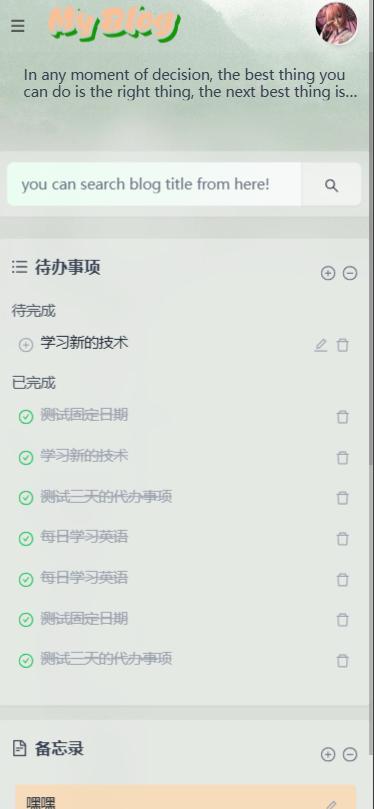 My Blog
In any moment of decision, the best thing you
can do is the right thing, the next best thing is...
you can search blog title from here!
待办事项
待完成
学习新的技术
已完成
测试固定日期
学习新的技术
测试三天的代办事项
每日学习英语
每日学习英语
测试固定日期
测试三天的代办事项
备忘录
嘿嘿